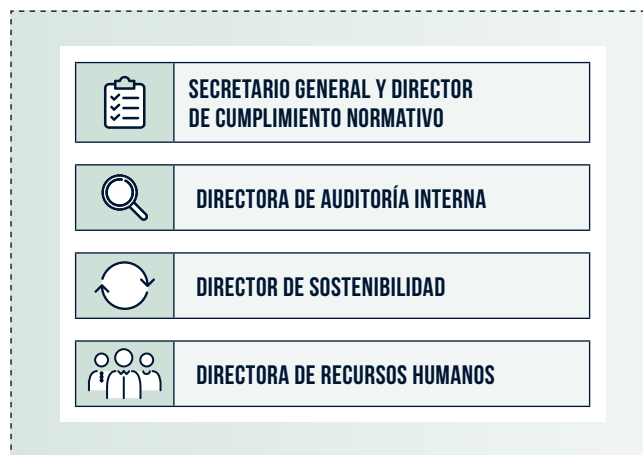 SECRETARIO GENERAL Y DIRECTOR
DE CUMPLIMIENTO NORMATIVO
DIRECTORA DE AUDITORÍA INTERNA
DIRECTOR DE SOSTENIBILIDAD
DIRECTORA DE RECURSOS HUMANOS